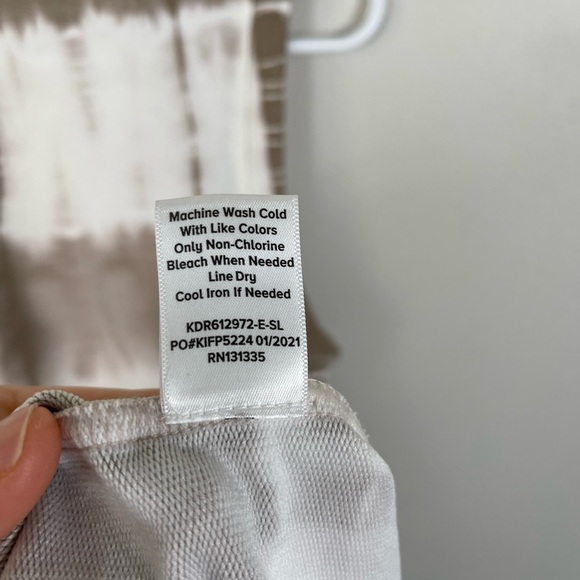 Machine Wash Cold
With Like Colors
Only Non-Chlorine
Bleach When Needed
Line Dry
Cool Iron If Needed
KDR612972-E-SL
PO#KIFP5224 01/2021
RN131335